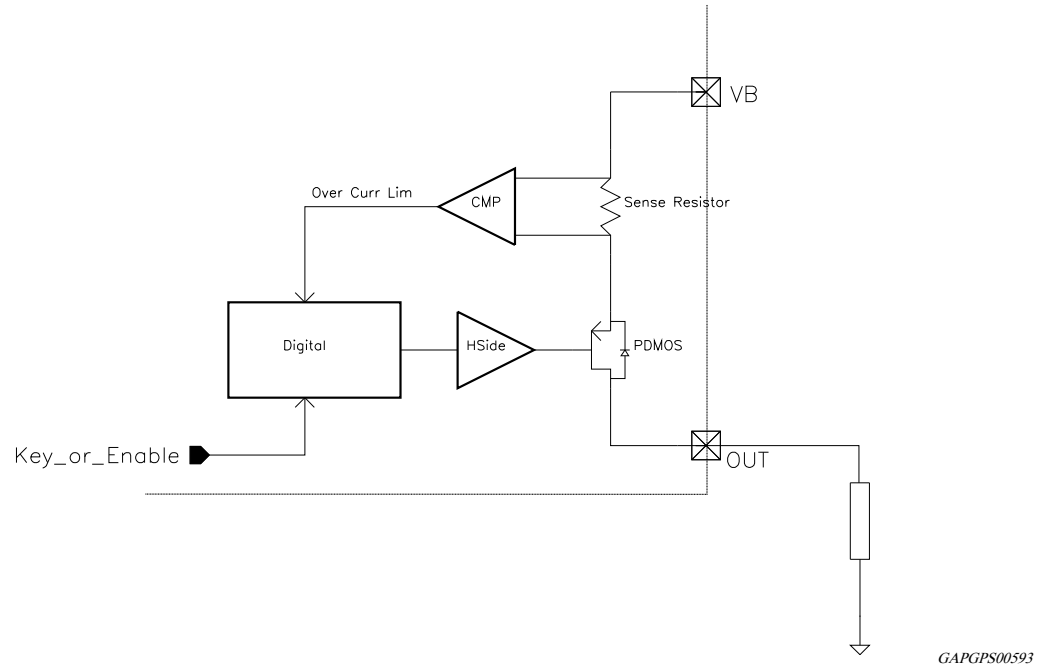 VB
Over Curr Lim
CMP
Sense Resistor
Digital
HSide
PDMOS
Key_or_Enable
OUT
GAPGPS00593